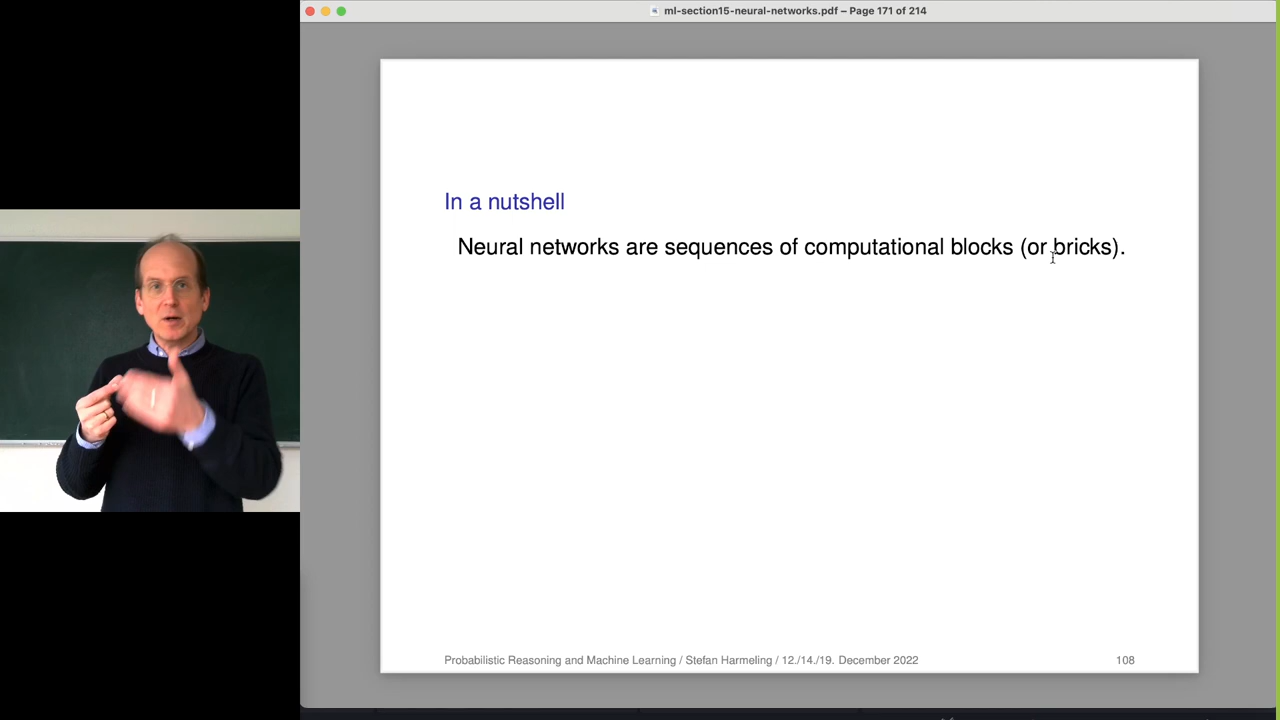 ml-section15-neural-networks.pdf – Page 171 of 214
In a nutshell
Neural networks are sequences of computational blocks (or bricks).
Probabilistic Reasoning and Machine Learning / Stefan Harmeling / 12./14./19. December 2022
108